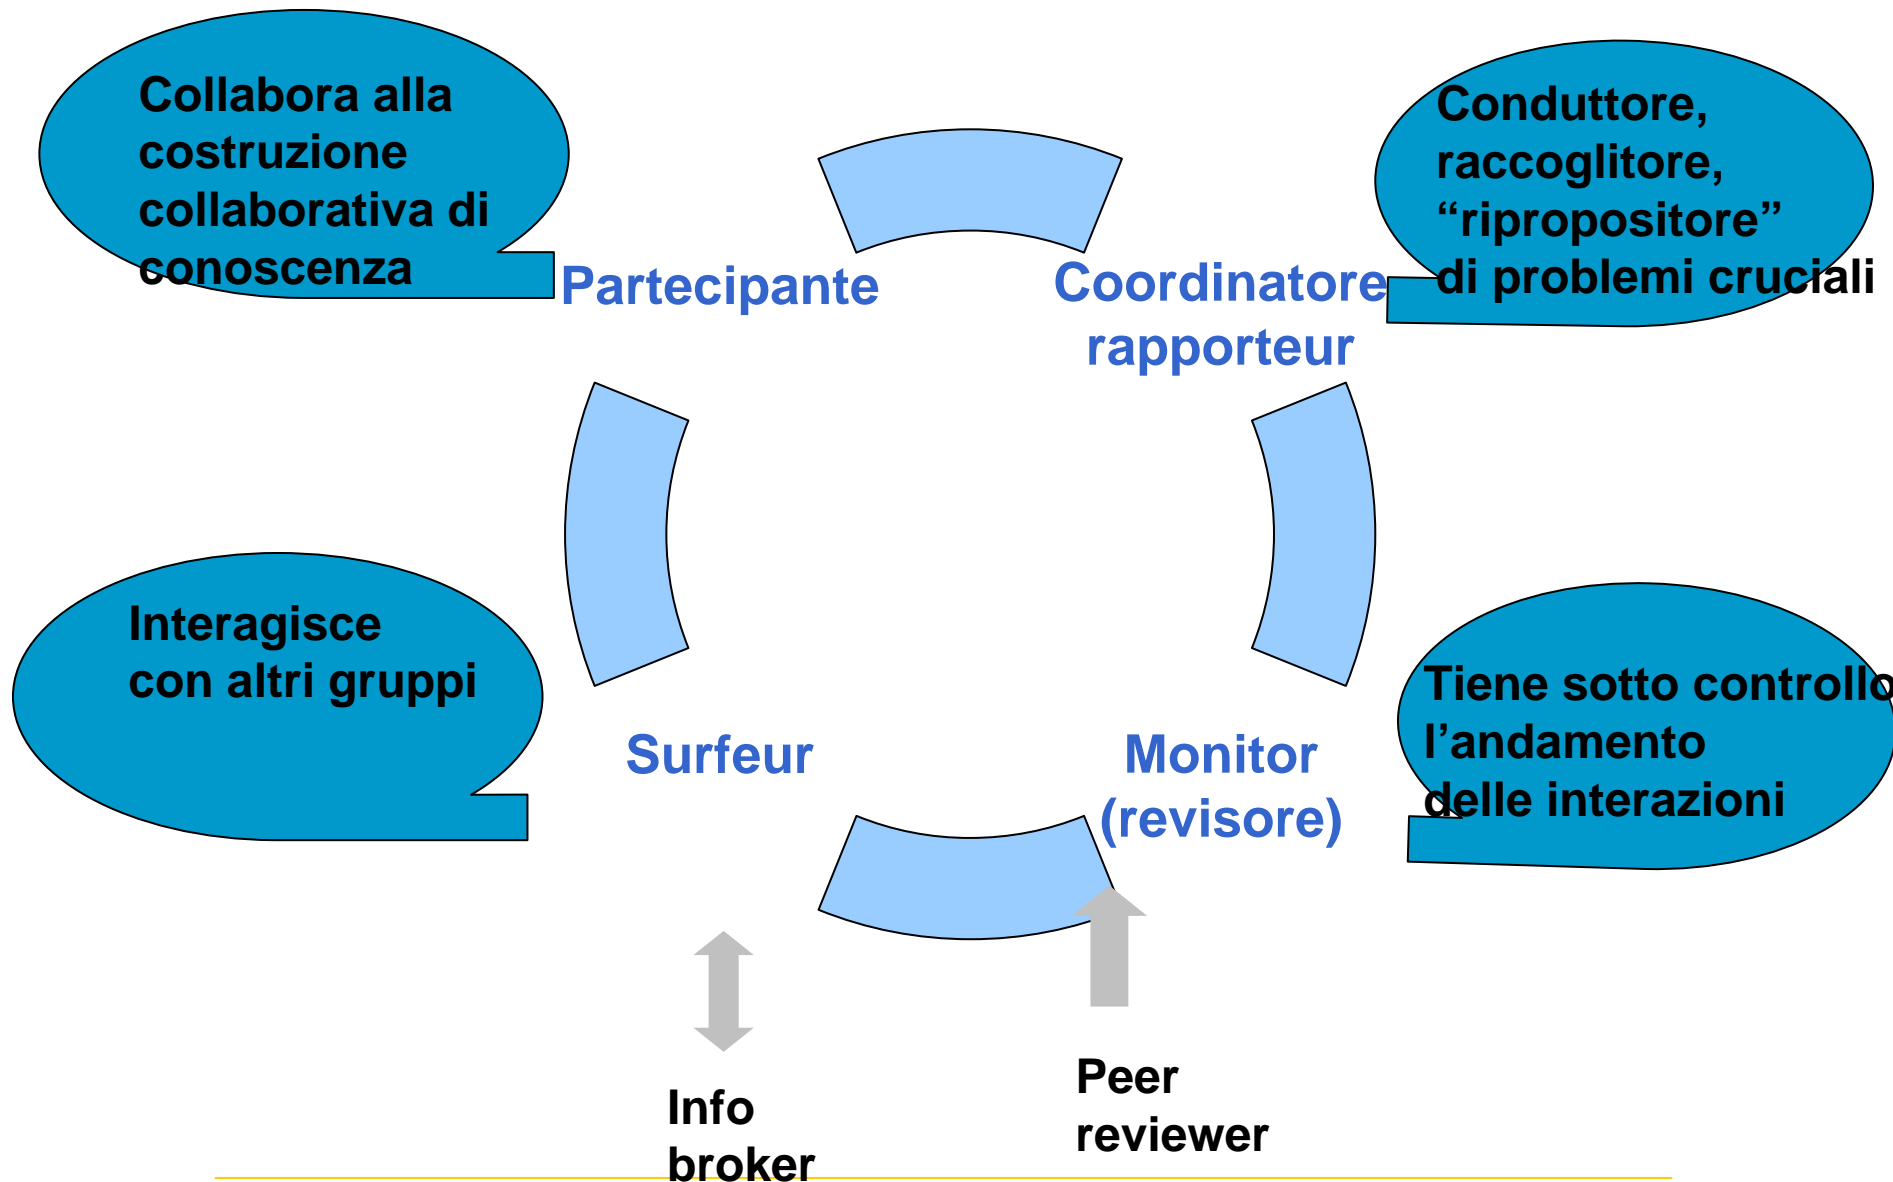 Collabora alla
costruzione
collaborativa di
conoscenza
Conduttore,
raccoglitore,
“ripropositore”
di problemi cruciali
Partecipante
Coordinatore
rapporteur
Interagisce
con altri gruppi
Surfeur
Monitor
(revisore)
Tiene sotto controllo
l’andamento
delle interazioni
Info
broker
Peer
reviewer